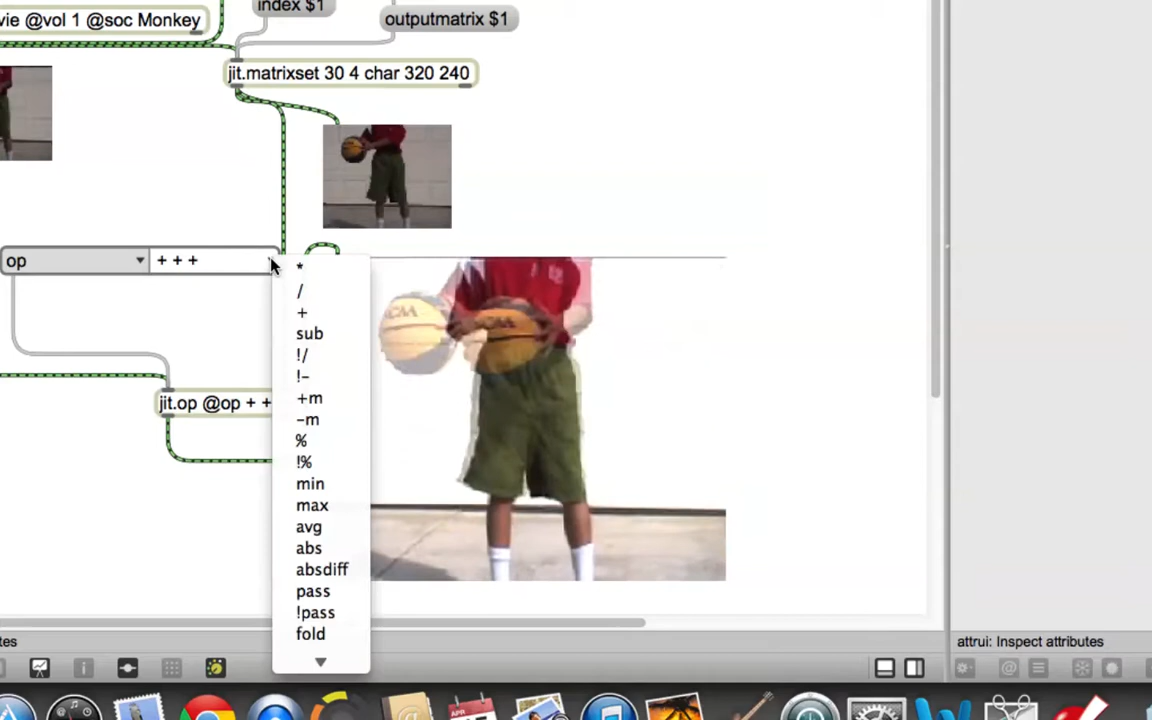 vie @vol 1 @soc Monkey
index $1
outputmatrix $1
jit.matrixset 30 4 char 320 240
op
+ + +
*
/
+
sub
!/
!-
+m
-m
%
!%
min
max
avg
abs
absdiff
pass
!pass
fold
jit.op @op + +
tes
attrui: Inspect attributes